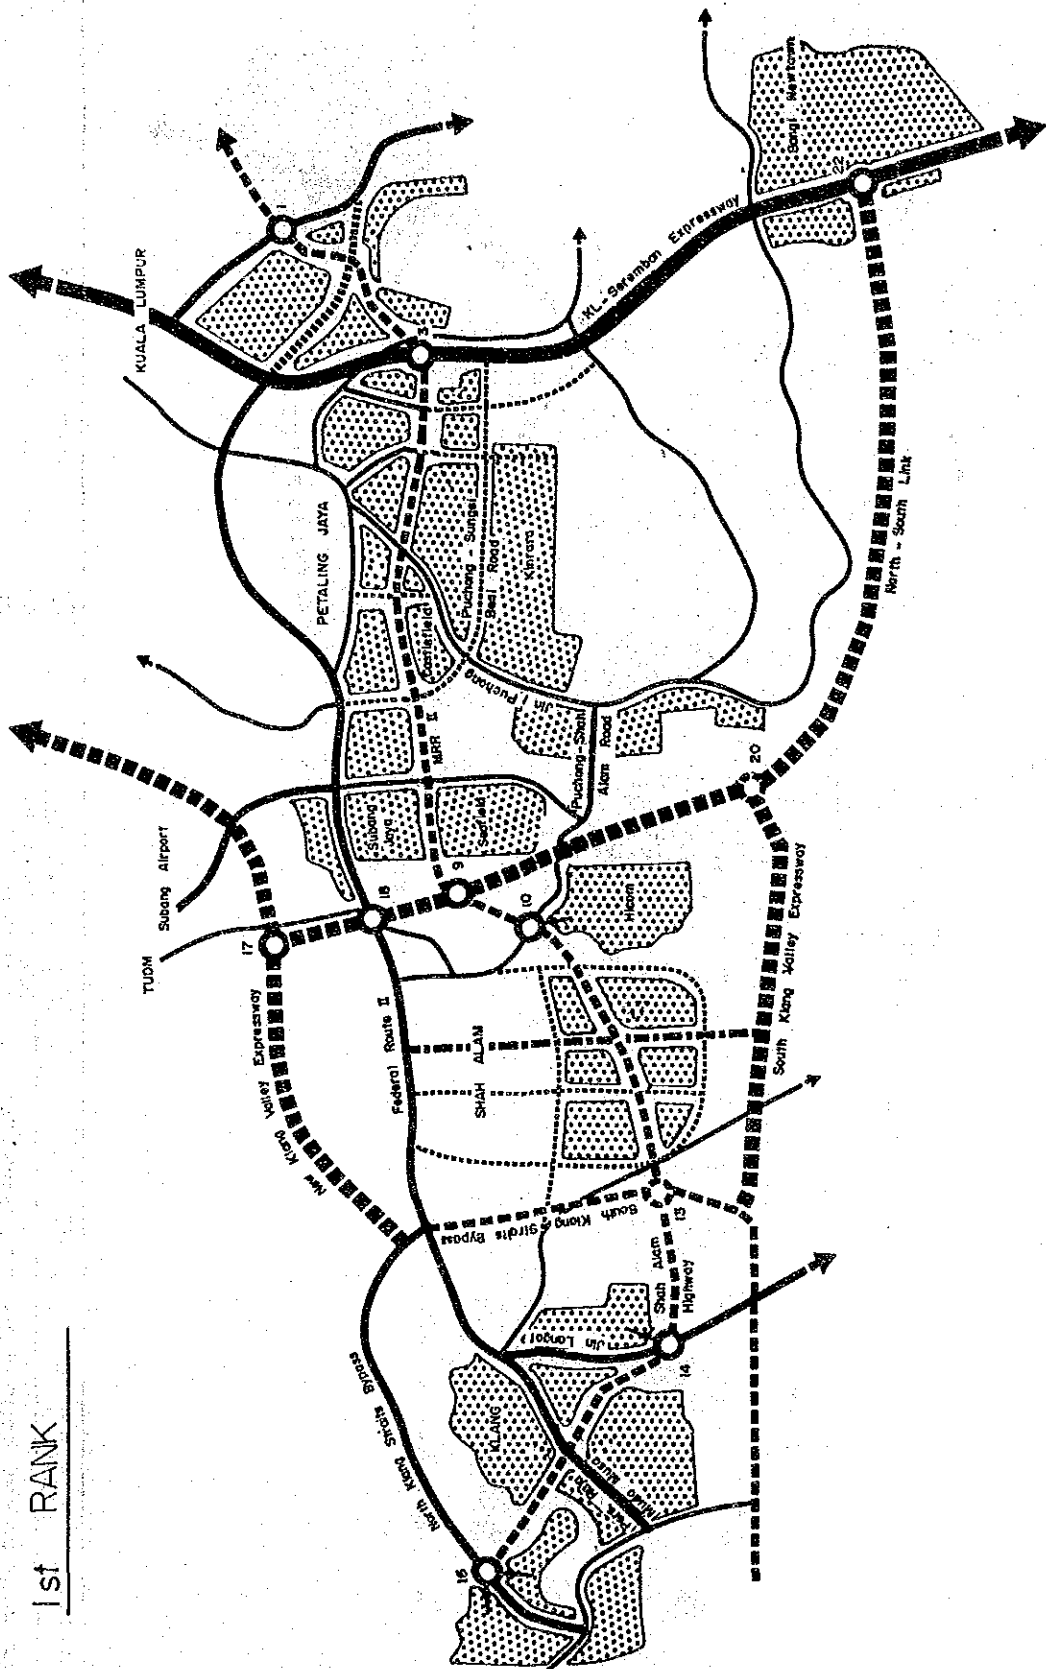 1st RANK
KUALA LUMPUR
1
3
KL - Seremban Expressway
Bangi Newtown
22
PETALING JAYA
Puchong - Sungei
Besi Road
Kinrara
Castlefield
Jln Puchong
North - South Link
MRR II
Subang Airport
TUDM
Subang
Jaya
Seafield
Puchong - Shah
Alam Road
20
17
18
9
10
Hicom
New Klang Valley Expressway
Federal Route II
SHAH ALAM
South Klang Valley Expressway
South Klang Straits Bypass
13
Shah Alam
Highway
Jln Langat
14
North Klang Straits Bypass
KLANG
16